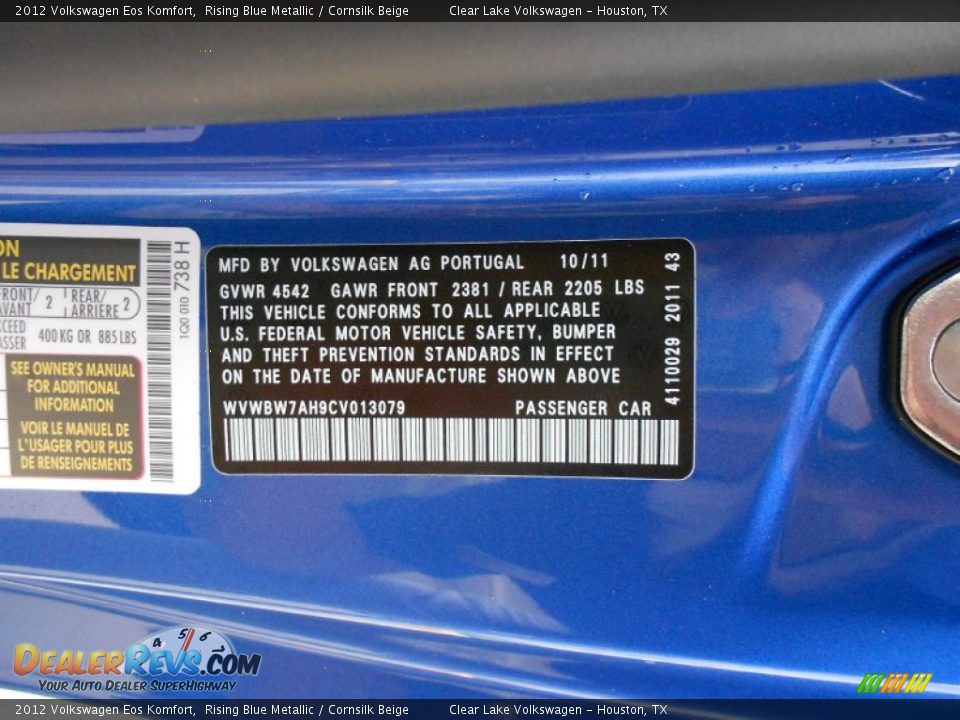 2012 Volkswagen Eos Komfort,  Rising Blue Metallic / Cornsilk Beige          Clear Lake Volkswagen - Houston, TX
ON
LE CHARGEMENT
FRONT/ AVANT 2 REAR/ ARRIÈRE 2
400 KG OR 885 LBS
SEE OWNER'S MANUAL
FOR ADDITIONAL
INFORMATION
VOIR LE MANUEL DE
L'USAGER POUR PLUS
DE RENSEIGNEMENTS
1Q0 010 738 H
MFD BY VOLKSWAGEN AG PORTUGAL 10/11
GVWR 4542 GAWR FRONT 2381 / REAR 2205 LBS
THIS VEHICLE CONFORMS TO ALL APPLICABLE
U.S. FEDERAL MOTOR VEHICLE SAFETY, BUMPER
AND THEFT PREVENTION STANDARDS IN EFFECT
ON THE DATE OF MANUFACTURE SHOWN ABOVE
WVWBW7AH9CV013079 PASSENGER CAR
4110029 2011 43
4 5 6
DEALERREVS.COM
YOUR AUTO DEALER SUPERHIGHWAY
2012 Volkswagen Eos Komfort,  Rising Blue Metallic / Cornsilk Beige          Clear Lake Volkswagen - Houston, TX